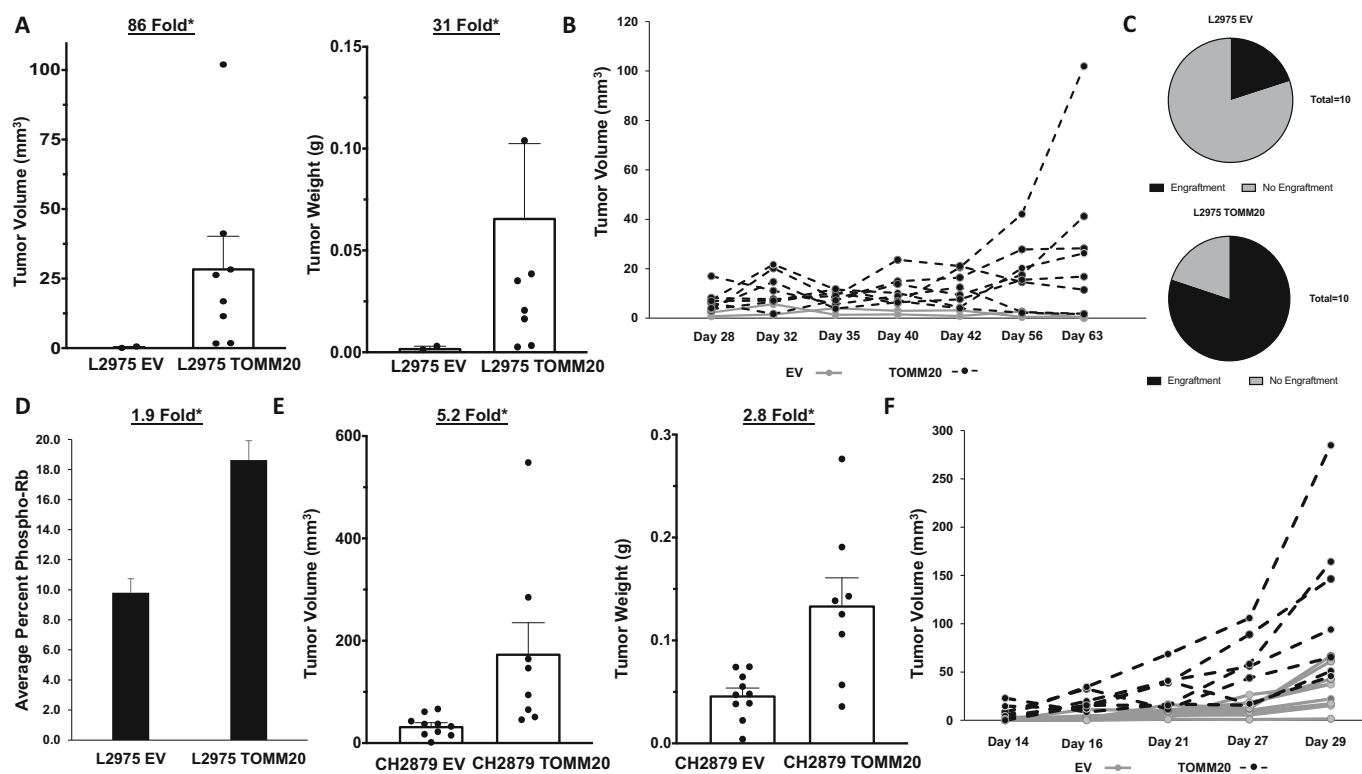 A
86 Fold*
Tumor Volume (mm³)
100
75
50
25
0
L2975 EV
L2975 TOMM20
31 Fold*
Tumor Weight (g)
0.15
0.10
0.05
0.00
L2975 EV
L2975 TOMM20
B
Tumor Volume (mm³)
120
100
80
60
40
20
0
Day 28
Day 32
Day 35
Day 40
Day 42
Day 56
Day 63
EV
TOMM20
C
L2975 EV
Total=10
Engraftment
No Engraftment
L2975 TOMM20
Total=10
Engraftment
No Engraftment
D
1.9 Fold*
Average Percent Phospho-Rb
20.0
18.0
16.0
14.0
12.0
10.0
8.0
6.0
4.0
2.0
0.0
L2975 EV
L2975 TOMM20
E
5.2 Fold*
Tumor Volume (mm³)
600
400
200
0
CH2879 EV
CH2879 TOMM20
2.8 Fold*
Tumor Weight (g)
0.3
0.2
0.1
0.0
CH2879 EV
CH2879 TOMM20
F
Tumor Volume (mm³)
300
250
200
150
100
50
0
Day 14
Day 16
Day 21
Day 27
Day 29
EV
TOMM20